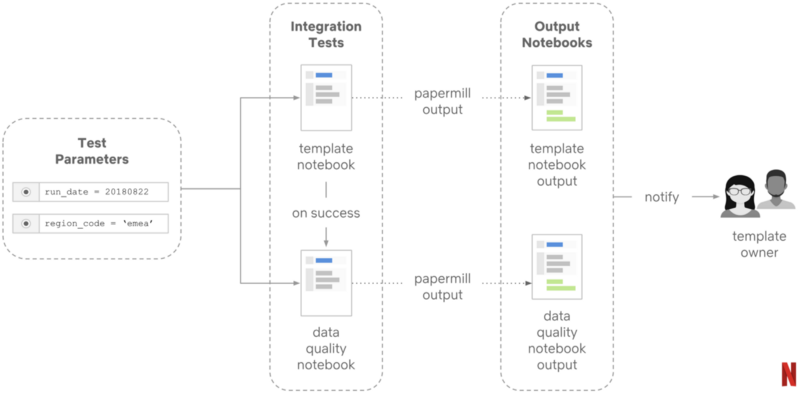 Integration
Tests
Output
Notebooks
Test
Parameters
run_date = 20180822
region_code = ‘emea’
template
notebook
on success
data
quality
notebook
papermill
output
papermill
output
template
notebook
output
data
quality
notebook
output
notify
template
owner
N